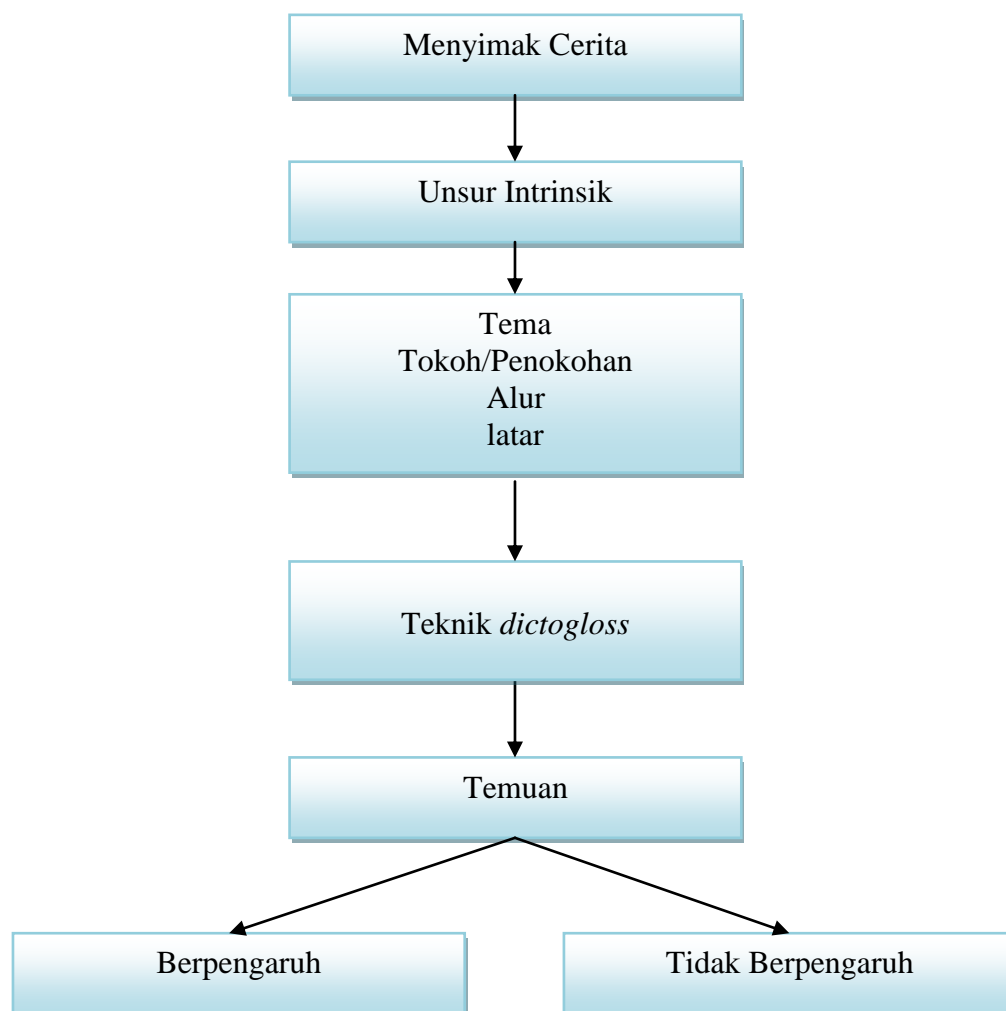 Menyimak Cerita
Unsur Intrinsik
Tema
Tokoh/Penokohan
Alur
latar
Teknik dictogloss
Temuan
Berpengaruh
Tidak Berpengaruh